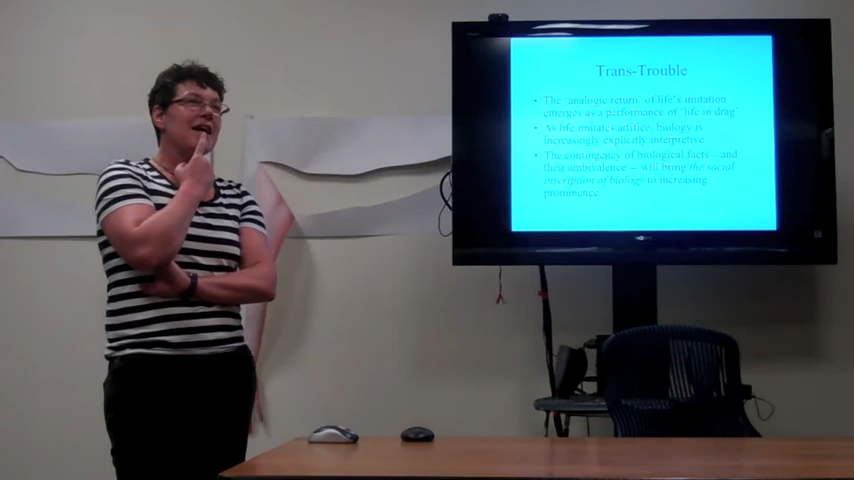 Trans-Trouble
• The 'analogic return' of life's imitation
emerges as a performance of 'life in drag'
• As life imitates artifice, biology is
increasingly explicitly interpretive
• The contingency of biological facts – and
their ambivalence – will bring the social
inscription of biology to increasing
prominence